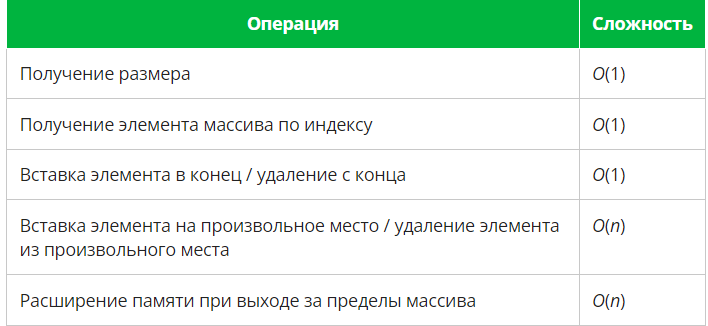 Операция Сложность
Получение размера O(1)
Получение элемента массива по индексу O(1)
Вставка элемента в конец / удаление с конца O(1)
Вставка элемента на произвольное место / удаление элемента O(n)
из произвольного места
Расширение памяти при выходе за пределы массива O(n)